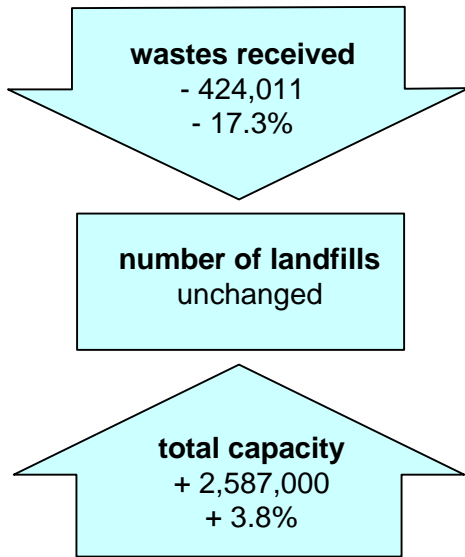 wastes received
- 424,011
- 17.3%
number of landfills
unchanged
total capacity
+ 2,587,000
+ 3.8%